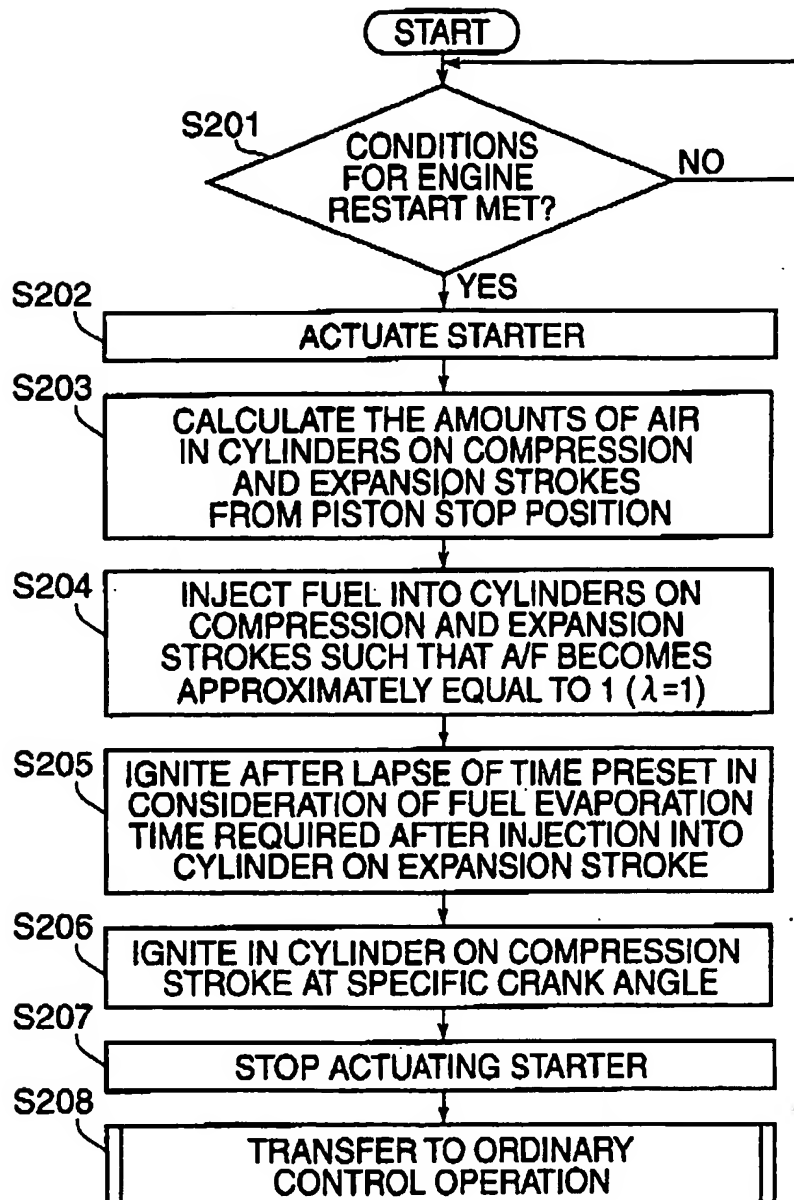 START
S201
CONDITIONS
FOR ENGINE
RESTART MET?
NO
YES
S202
ACTUATE STARTER
S203
CALCULATE THE AMOUNTS OF AIR
IN CYLINDERS ON COMPRESSION
AND EXPANSION STROKES
FROM PISTON STOP POSITION
S204
INJECT FUEL INTO CYLINDERS ON
COMPRESSION AND EXPANSION
STROKES SUCH THAT A/F BECOMES
APPROXIMATELY EQUAL TO 1 (λ=1)
S205
IGNITE AFTER LAPSE OF TIME PRESET IN
CONSIDERATION OF FUEL EVAPORATION
TIME REQUIRED AFTER INJECTION INTO
CYLINDER ON EXPANSION STROKE
S206
IGNITE IN CYLINDER ON COMPRESSION
STROKE AT SPECIFIC CRANK ANGLE
S207
STOP ACTUATING STARTER
S208
TRANSFER TO ORDINARY
CONTROL OPERATION